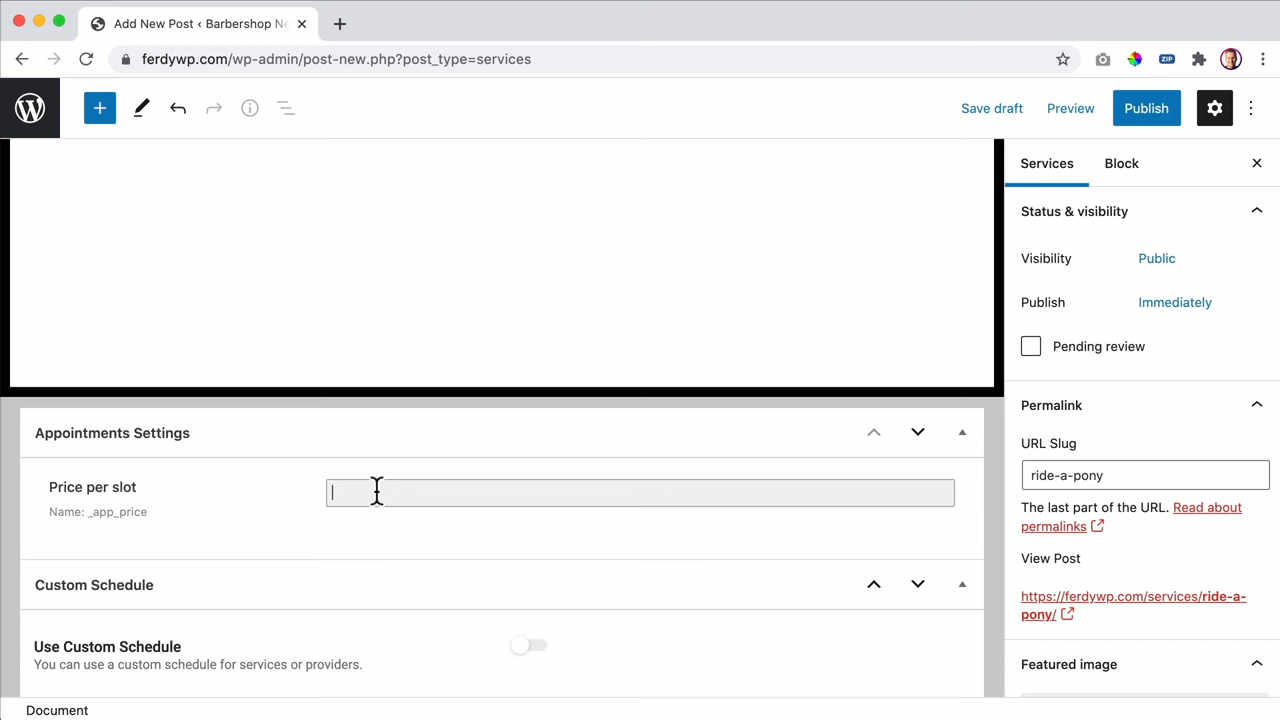 Add New Post ‹ Barbershop Ne
ferdywp.com/wp-admin/post-new.php?post_type=services
ZIP
Save draft
Preview
Publish
Services
Block
Status & visibility
Visibility
Public
Publish
Immediately
Pending review
Permalink
URL Slug
ride-a-pony
The last part of the URL. Read about
permalinks
View Post
https://ferdywp.com/services/ride-a-
pony/
Featured image
Appointments Settings
Price per slot
Name: _app_price
Custom Schedule
Use Custom Schedule
You can use a custom schedule for services or providers.
Document